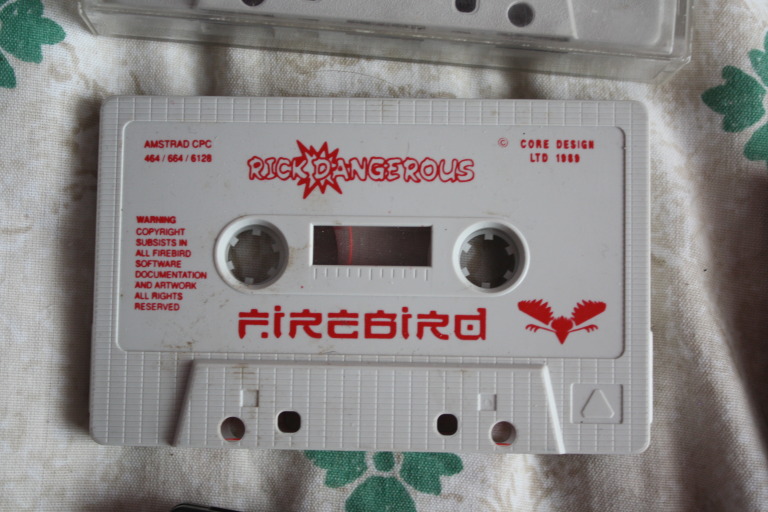 AMSTRAD CPC
464 / 664 / 6128
RICK DANGEROUS
© CORE DESIGN
LTD 1989
WARNING
COPYRIGHT
SUBSISTS IN
ALL FIREBIRD
SOFTWARE
DOCUMENTATION
AND ARTWORK
ALL RIGHTS
RESERVED
FIREBIRD